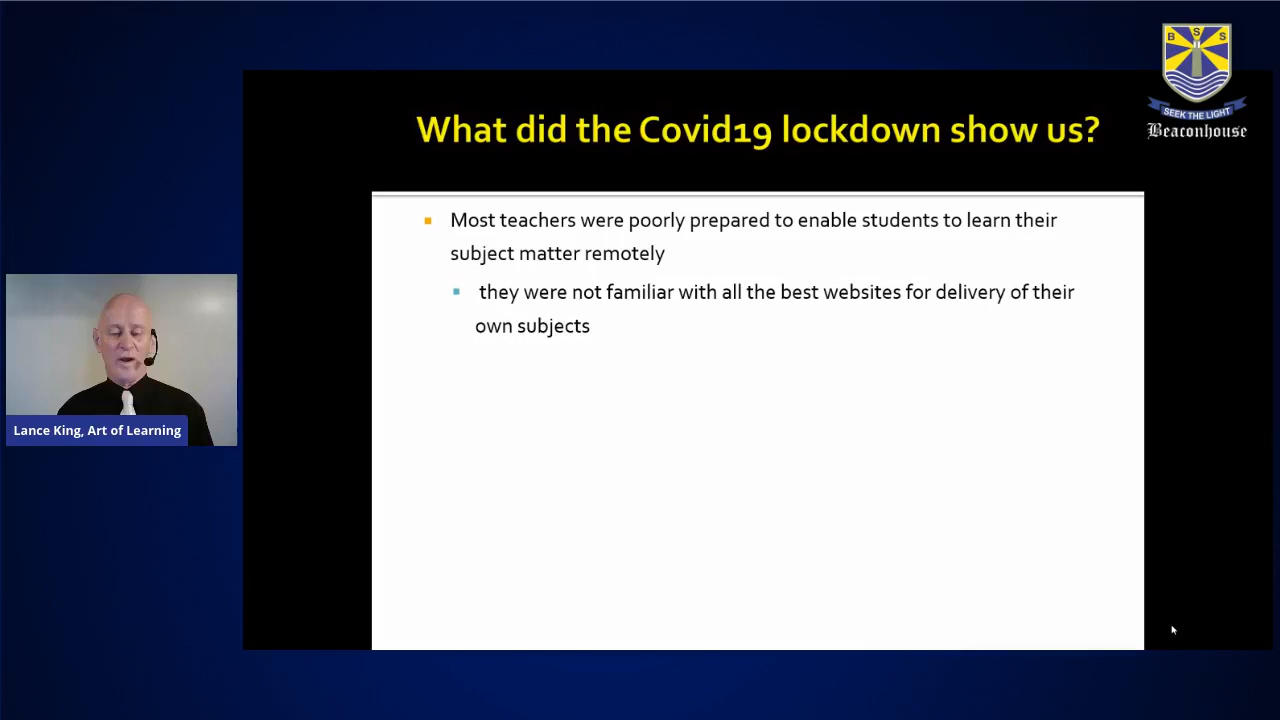 B S S
SEEK THE LIGHT
Beaconhouse
What did the Covid19 lockdown show us?
Most teachers were poorly prepared to enable students to learn their
subject matter remotely
they were not familiar with all the best websites for delivery of their
own subjects
Lance King, Art of Learning